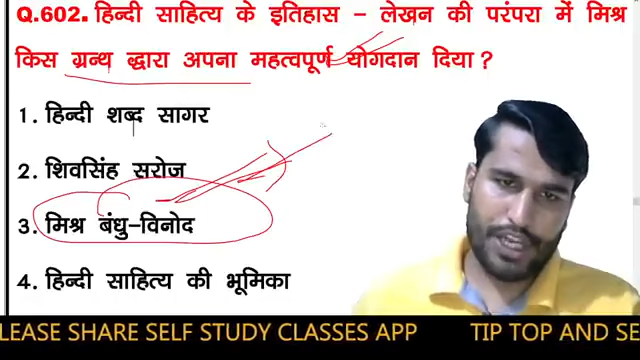 Q.602. हिन्दी साहित्य के इतिहास – लेखन की परंपरा में मिश्र
किस ग्रन्थ द्धारा अपना महत्वपूर्ण योगदान दिया ?
1. हिन्दी शब्द सागर
2. शिवसिंह सरोज
3. मिश्र बंधु-विनोद
4. हिन्दी साहित्य की भूमिका
LEASE SHARE SELF STUDY CLASSES APP TIP TOP AND SE